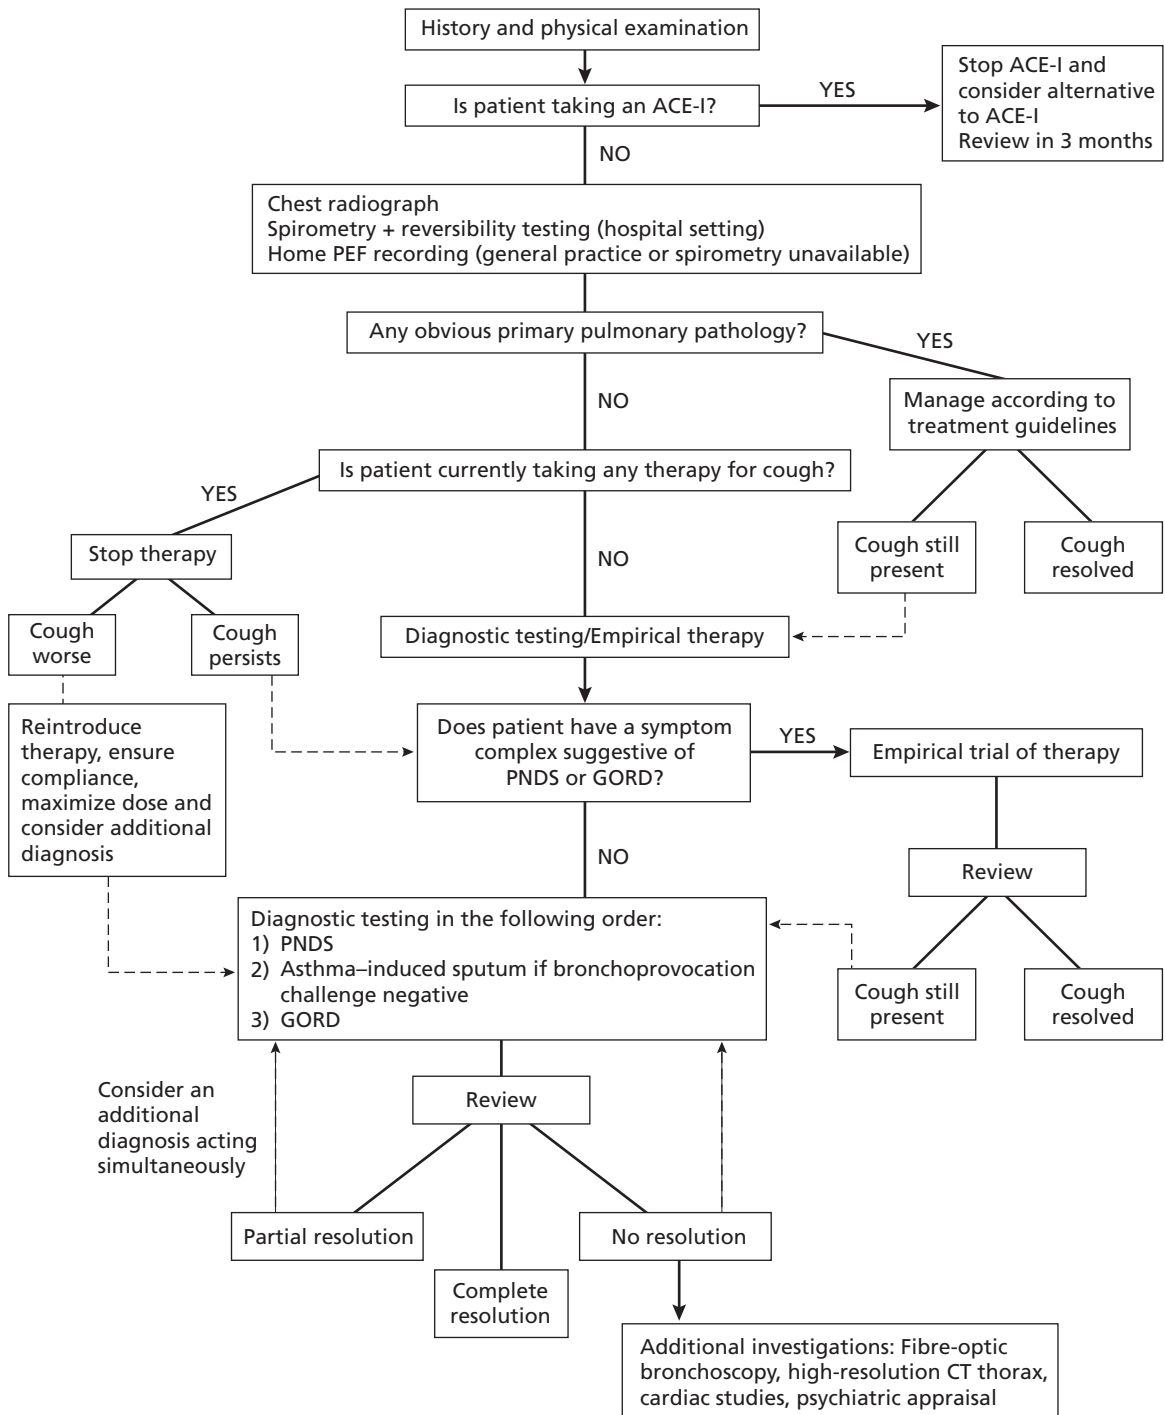 History and physical examination
Is patient taking an ACE-I?
YES
Stop ACE-I and
consider alternative
to ACE-I
Review in 3 months
NO
Chest radiograph
Spirometry + reversibility testing (hospital setting)
Home PEF recording (general practice or spirometry unavailable)
Any obvious primary pulmonary pathology?
YES
NO
Manage according to
treatment guidelines
Is patient currently taking any therapy for cough?
YES
Stop therapy
NO
Cough still
present
Cough
resolved
Cough
worse
Cough
persists
Diagnostic testing/Empirical therapy
Reintroduce
therapy, ensure
compliance,
maximize dose and
consider additional
diagnosis
Does patient have a symptom
complex suggestive of
PNDS or GORD?
YES
Empirical trial of therapy
NO
Review
Diagnostic testing in the following order:
1) PNDS
2) Asthma–induced sputum if bronchoprovocation
challenge negative
3) GORD
Cough still
present
Cough
resolved
Consider an
additional
diagnosis acting
simultaneously
Review
Partial resolution
No resolution
Complete
resolution
Additional investigations: Fibre-optic
bronchoscopy, high-resolution CT thorax,
cardiac studies, psychiatric appraisal